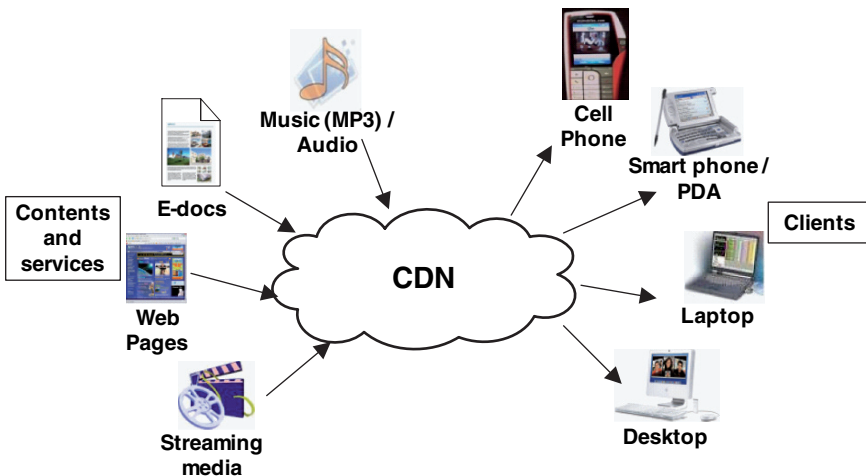 Music (MP3) /
Audio
Cell
Phone
Smart phone /
PDA
E-docs
Contents
and
services
Clients
CDN
Web
Pages
Laptop
Streaming
media
Desktop